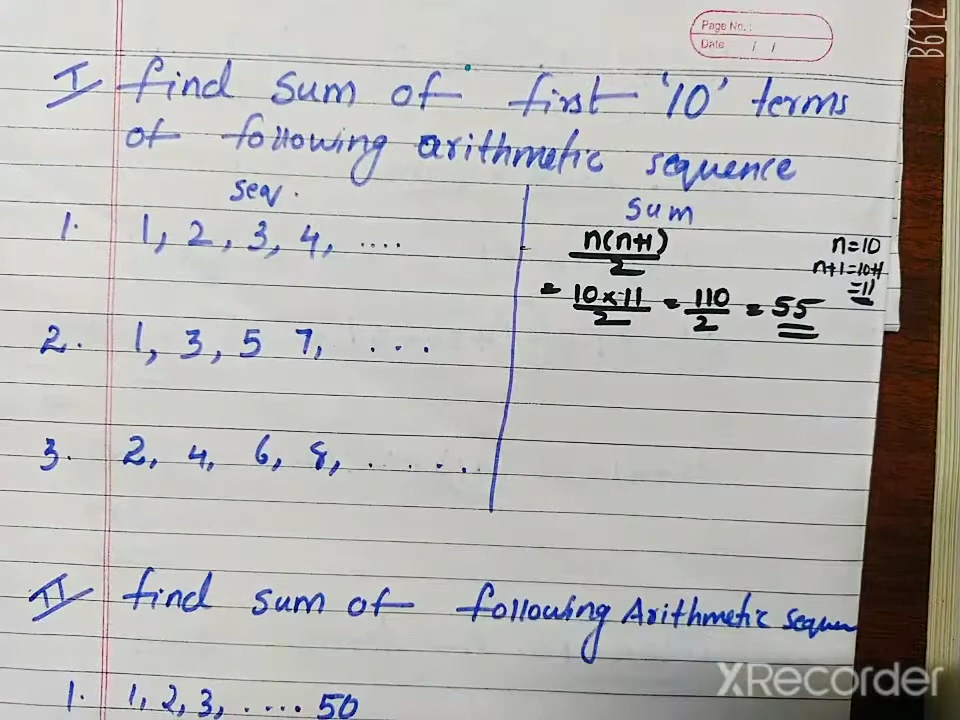 Page No.:
Date / /
B612
I find sum of first '10' terms
of following arithmetic sequence
seq.
sum
1. 1, 2, 3, 4, ....
n(n+1)
2
n=10
n+1=10+1
=11
= 10×11 = 110 = 55
2 2
2. 1, 3, 5 7, ...
3. 2, 4, 6, 8, .....
II find sum of following Arithmetic
1. 1, 2, 3, .... 50
XRecorder